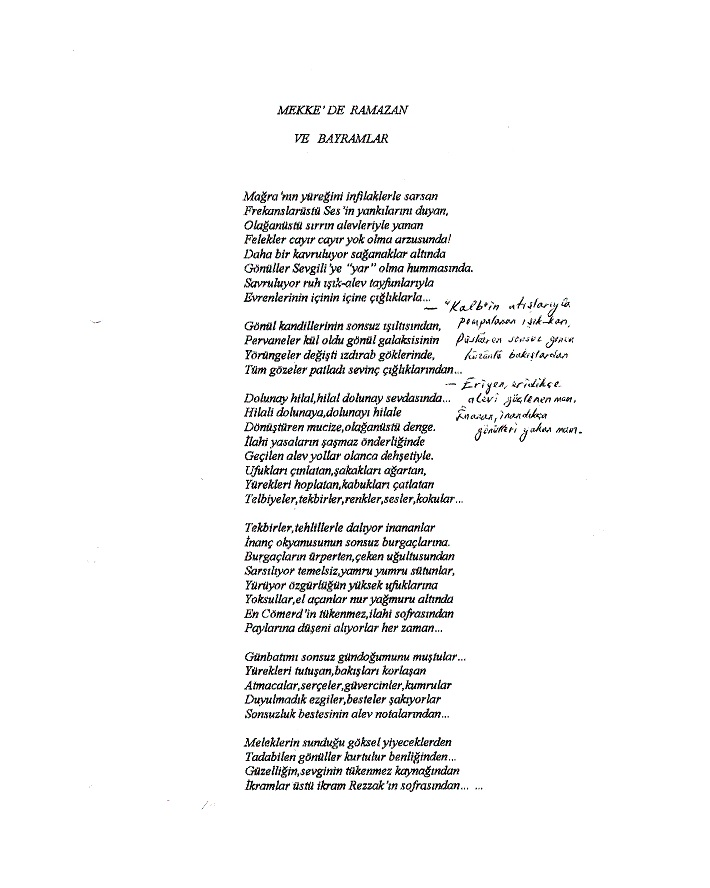 MEKKE'DE RAMAZAN
VE BAYRAMLAR
Mağra'nın yüreğini infilaklerle sarsan
Frekanslarüstü Ses'in yankılarını duyan,
Olağanüstü sırrın alevleriyle yanan
Felekler cayır cayır yok olma arzusunda!
Daha bir kavruluyor sağanaklar altında
Gönüller Sevgili'ye "yar" olma hummasında.
Savruluyor ruh ışık-alev tayfunlarıyla
Evrenlerinin içinin içine çığlıklarla...
— "Kalb"in atışlarıyla
pompalanan ışık-kan,
sonsuz
hüzünlü bakışlardan
Gönül kandillerinin sonsuz ışıltısından,
Pervaneler kül oldu gönül galaksisinin
Yörüngeler değişti ızdırab göklerinde,
Tüm gözeler patladı sevinç çığlıklarından...
— Eriyen, eridikçe
alevi güçlenen mum.
İnanan, inandıkça
gönülleri yakan mum.
Dolunay hilal,hilal dolunay sevdasında...
Hilali dolunaya,dolunayı hilale
Dönüştüren mucize,olağanüstü denge.
İlahi yasaların şaşmaz önderliğinde
Geçilen alev yollar olanca dehşetiyle.
Ufukları çınlatan,şakakları ağartan,
Yürekleri hoplatan,kabukları çatlatan
Telbiyeler,tekbirler,renkler,sesler,kokular...
Tekbirler,tehlillerle dalıyor inananlar
İnanç okyanusunun sonsuz burgaçlarına.
Burgaçların ürperten,çeken uğultusundan
Sarsılıyor temelsiz,yamru yumru sütunlar,
Yürüyor özgürlüğün yüksek ufuklarına
Yoksullar,el açanlar nur yağmuru altında
En Cömerd'in tükenmez,ilahi sofrasından
Paylarına düşeni alıyorlar her zaman...
Günbatımı sonsuz gündoğumunu muştular...
Yürekleri tutuşan,bakışları korlaşan
Atmacalar,serçeler,güvercinler,kumrular
Duyulmadık ezgiler,besteler şakıyorlar
Sonsuzluk bestesinin alev notalarından...
Meleklerin sunduğu göksel yiyeceklerden
Tadabilen gönüller kurtulur benliğinden...
Güzelliğin,sevginin tükenmez kaynağından
İkramlar üstü ikram Rezzak'ın sofrasından... ...